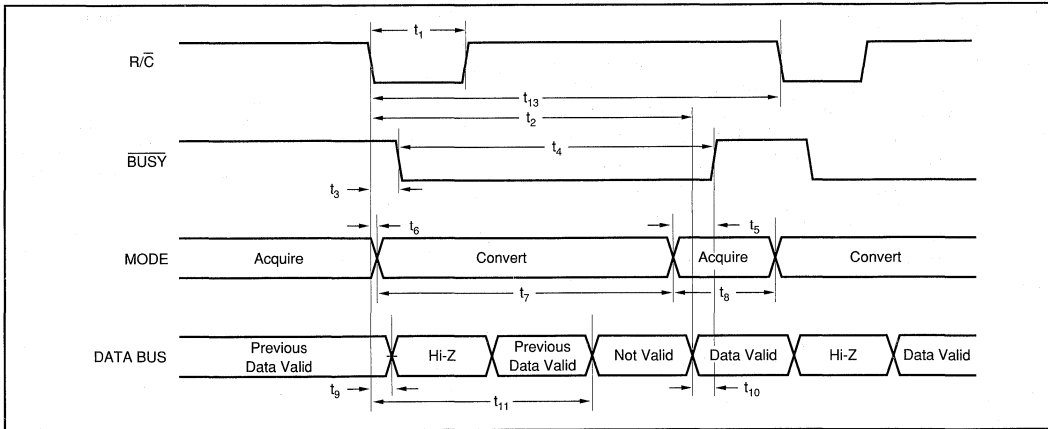 t₁
R/C̅
t₁₃
t₂
B̅U̅S̅Y̅
t₄
t₃
t₆
t₅
MODE
Acquire
Convert
Acquire
Convert
t₇
t₈
DATA BUS
Previous
Data Valid
Hi-Z
Previous
Data Valid
Not Valid
Data Valid
Hi-Z
Data Valid
t₉
t₁₀
t₁₁